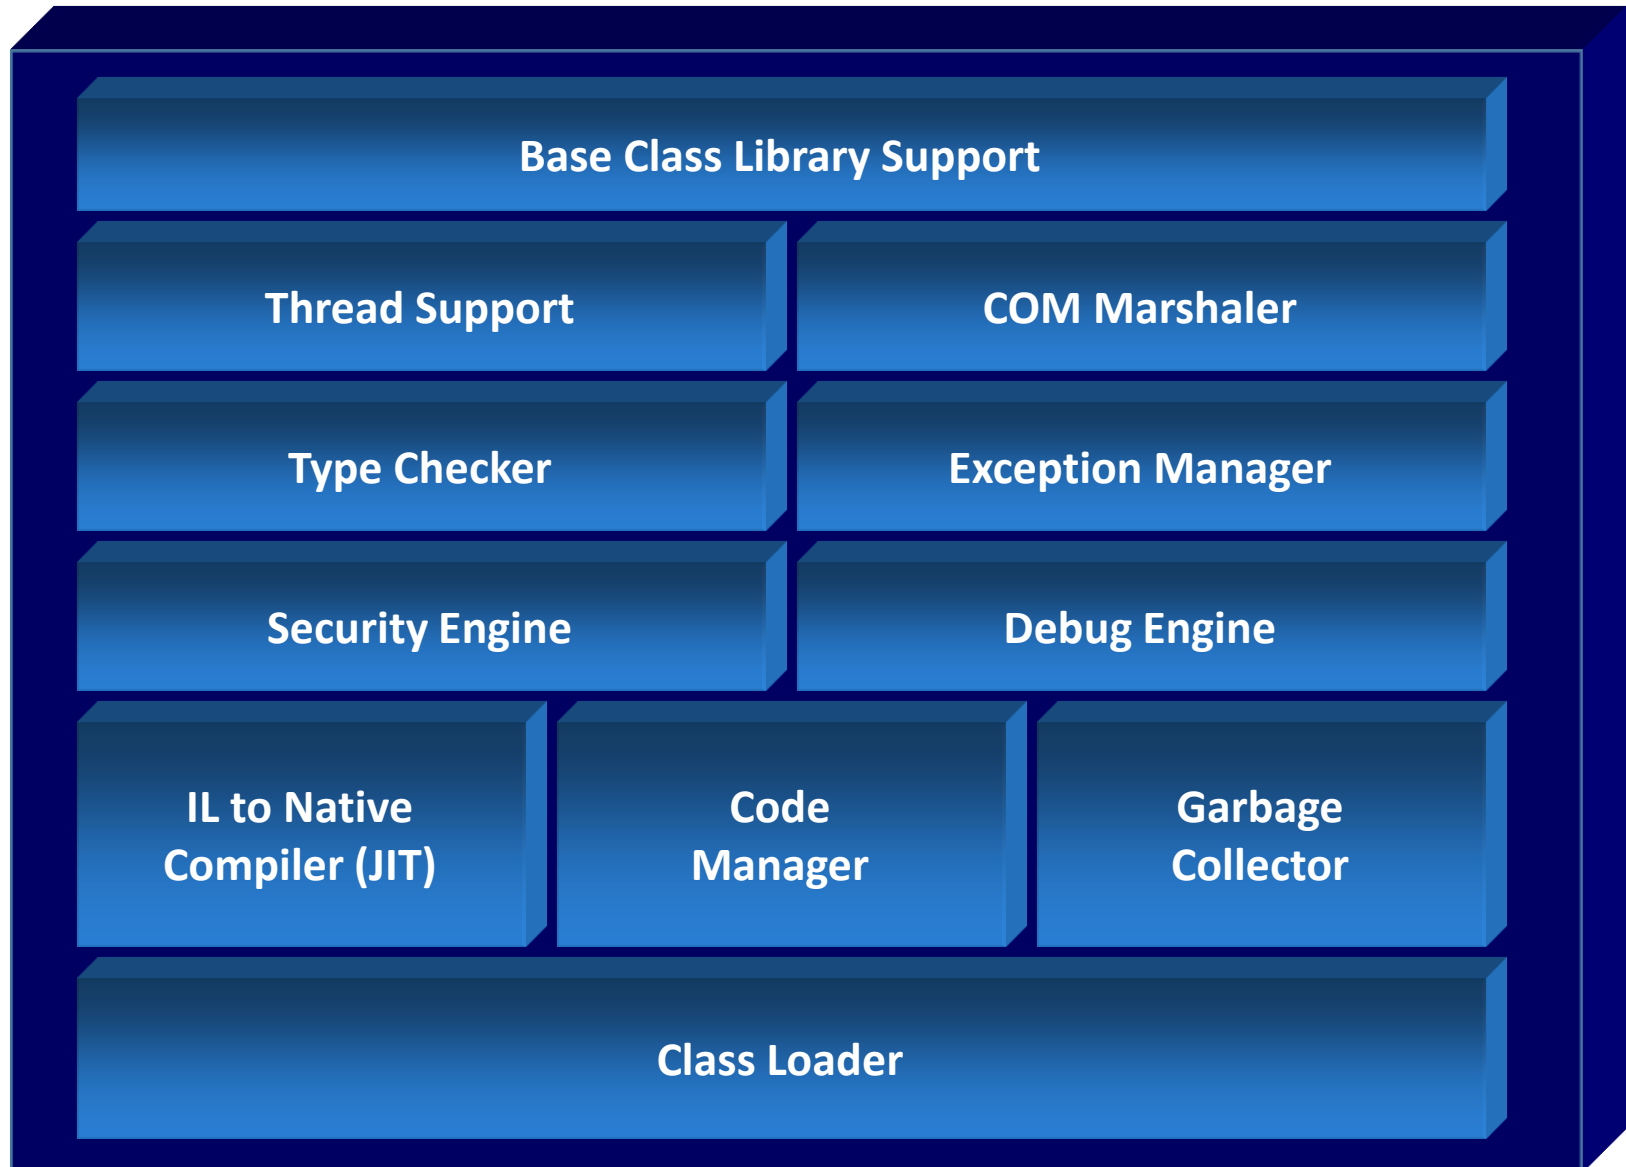 Base Class Library Support
Thread Support
COM Marshaler
Type Checker
Exception Manager
Security Engine
Debug Engine
IL to Native
Compiler (JIT)
Code
Manager
Garbage
Collector
Class Loader